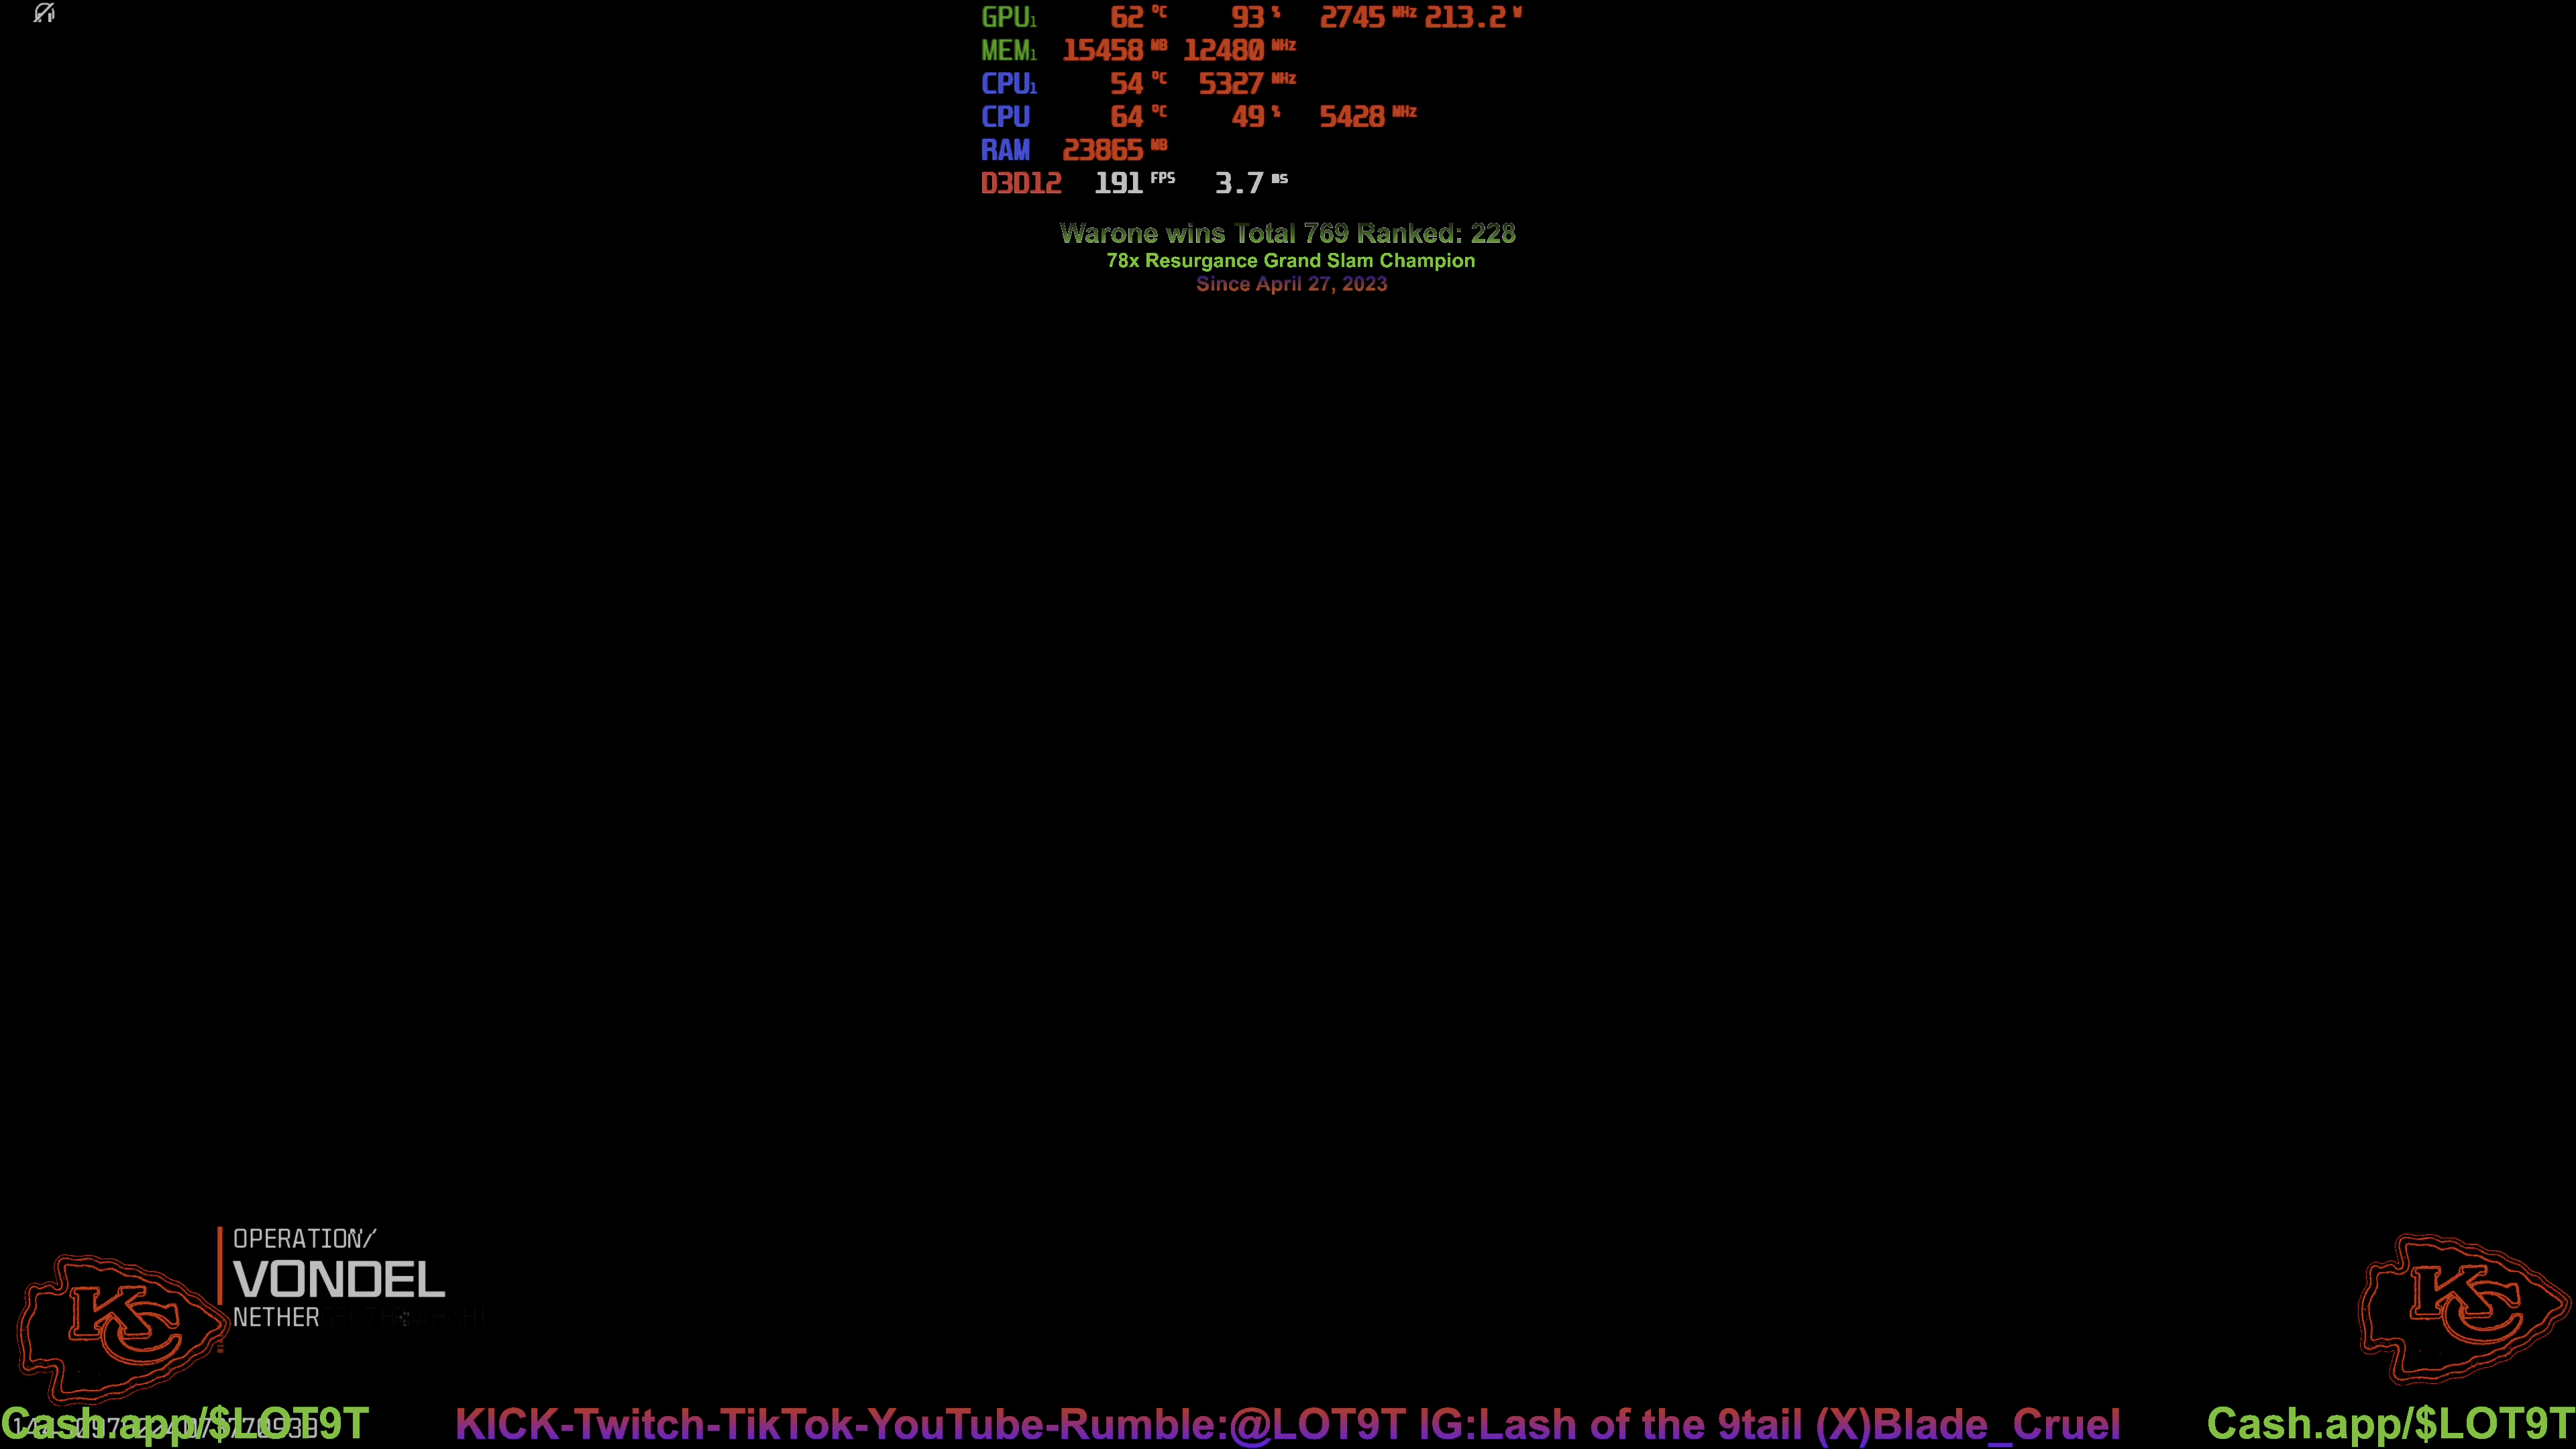 GPU1 62 °C 93 % 2745 MHz 213.2 W
MEM1 15458 MB 12480 MHz
CPU1 54 °C 5327 MHz
CPU 64 °C 49 % 5428 MHz
RAM 23865 MB
D3D12 191 FPS 3.7 ms
Warone wins Total 769 Ranked: 228
78x Resurgance Grand Slam Champion
Since April 27, 2023
OPERATION/
VONDEL
NETHER
KC
KC
Cash.app/$LOT9T
KICK-Twitch-TikTok-YouTube-Rumble:@LOT9T IG:Lash of the 9tail (X)Blade_Cruel
Cash.app/$LOT9T